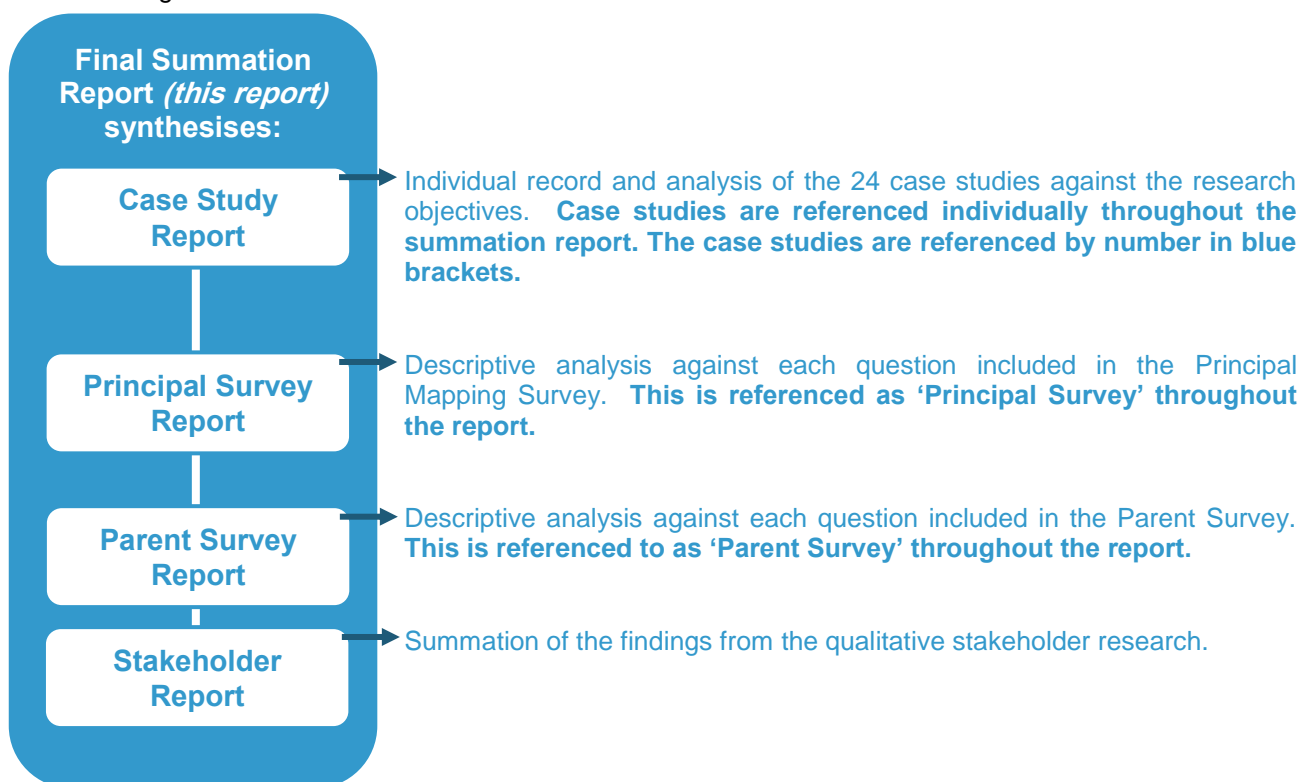 Final Summation
Report (this report)
synthesises:
Case Study
Report
Individual record and analysis of the 24 case studies against the research
objectives. Case studies are referenced individually throughout the
summation report. The case studies are referenced by number in blue
brackets.
Principal Survey
Report
Descriptive analysis against each question included in the Principal
Mapping Survey. This is referenced as ‘Principal Survey’ throughout
the report.
Parent Survey
Report
Descriptive analysis against each question included in the Parent Survey.
This is referenced to as ‘Parent Survey’ throughout the report.
Stakeholder
Report
Summation of the findings from the qualitative stakeholder research.